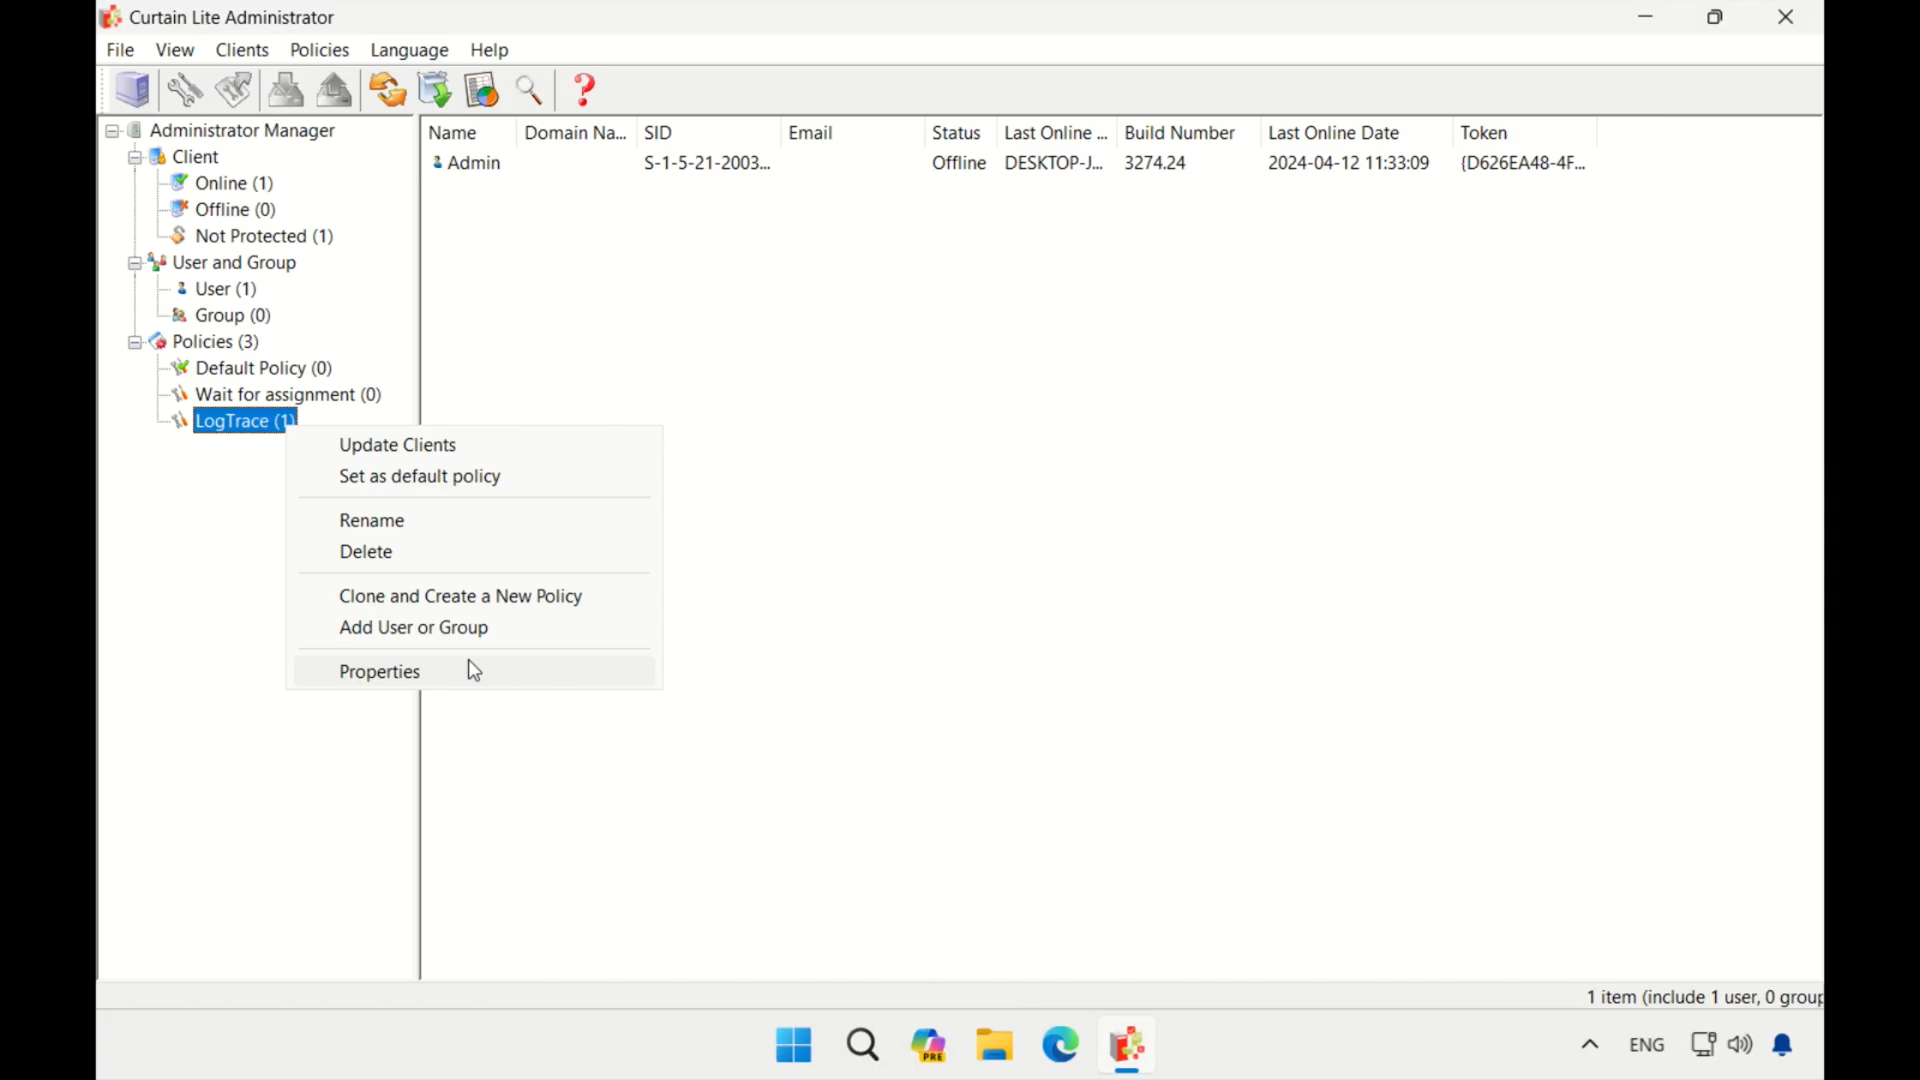 Curtain Lite Administrator
File View Clients Policies Language Help
Administrator Manager
Client
Online (1)
Offline (0)
Not Protected (1)
User and Group
User (1)
Group (0)
Policies (3)
Default Policy (0)
Wait for assignment (0)
LogTrace (1)
Name Domain Na... SID Email Status Last Online ... Build Number Last Online Date Token
Admin S-1-5-21-2003... Offline DESKTOP-J... 3274.24 2024-04-12 11:33:09 {D626EA48-4F...
Update Clients
Set as default policy
Rename
Delete
Clone and Create a New Policy
Add User or Group
Properties
1 item (include 1 user, 0 group
PRE
ENG